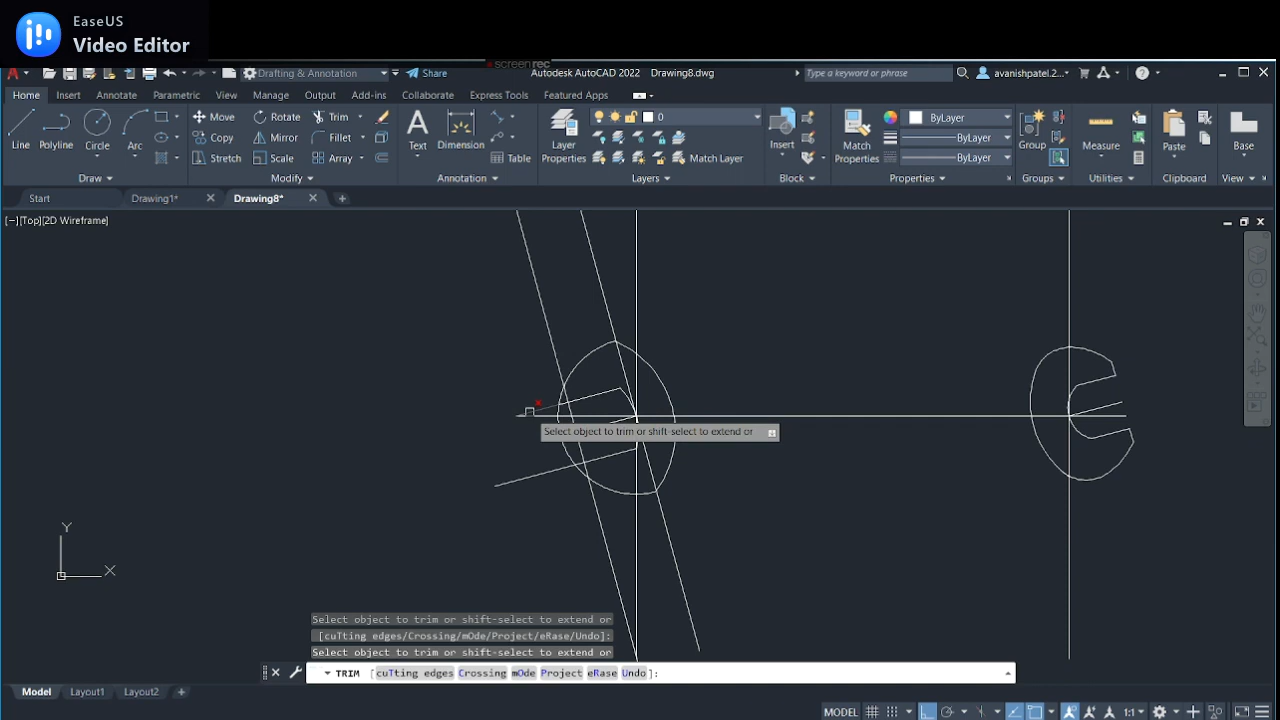 EaseUS
Video Editor
screenrec
Drafting & Annotation
Share
Autodesk AutoCAD 2022 Drawing8.dwg
Type a keyword or phrase
avanishpatel.2...
Home Insert Annotate Parametric View Manage Output Add-ins Collaborate Express Tools Featured Apps
Line Polyline Circle Arc
Move Rotate Trim
Copy Mirror Fillet
Stretch Scale Array
Text Dimension Table
Layer Properties
0
Match Layer
Insert
Match Properties
ByLayer
ByLayer
ByLayer
Group Measure Paste Base
Draw Modify Annotation Layers Block Properties Groups Utilities Clipboard View
Start Drawing1* Drawing8*
[−][Top][2D Wireframe]
Select object to trim or shift-select to extend or
Y
X
Select object to trim or shift-select to extend or
[cuTting edges/Crossing/mOde/Project/eRase/Undo]:
Select object to trim or shift-select to extend or
TRIM [cuTting edges Crossing mOde Project eRase Undo]:
Model Layout1 Layout2
MODEL 1:1